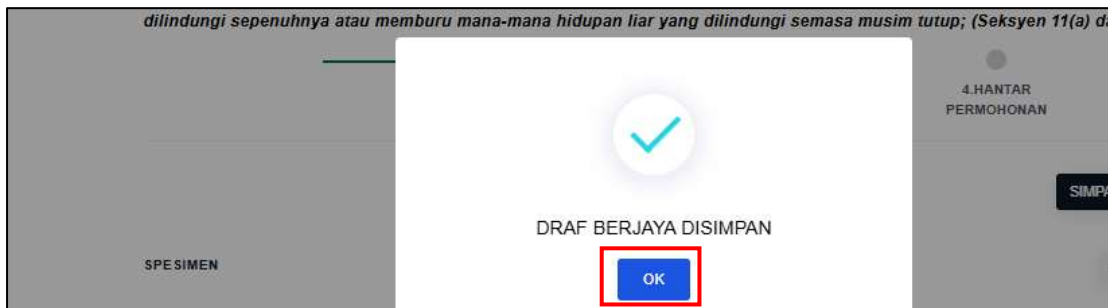 dilindungi sepenuhnya atau memburu mana-mana hidupan liar yang dilindungi semasa musim tutup; (Seksyen 11(a) da
4.HANTAR
PERMOHONAN
SIMPA
DRAF BERJAYA DISIMPAN
SPESIMEN
OK